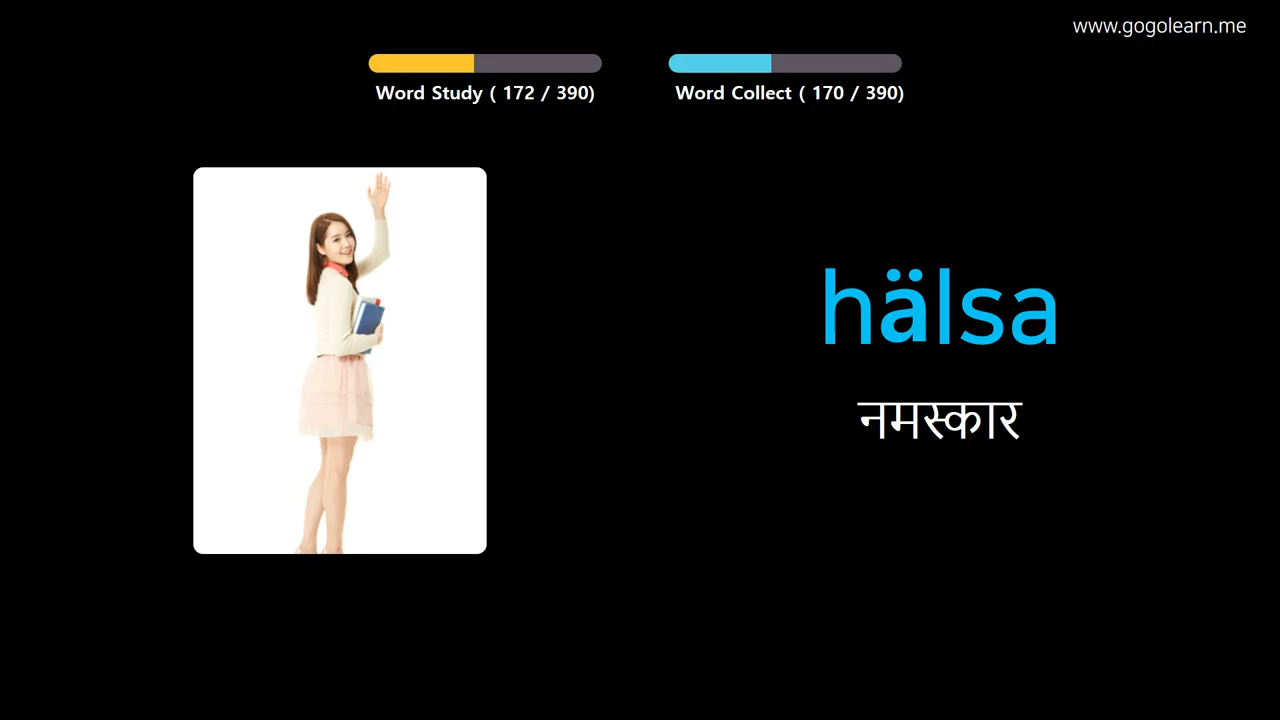 www.gogolearn.me
Word Study ( 172 / 390)
Word Collect ( 170 / 390)
hälsa
नमस्कार